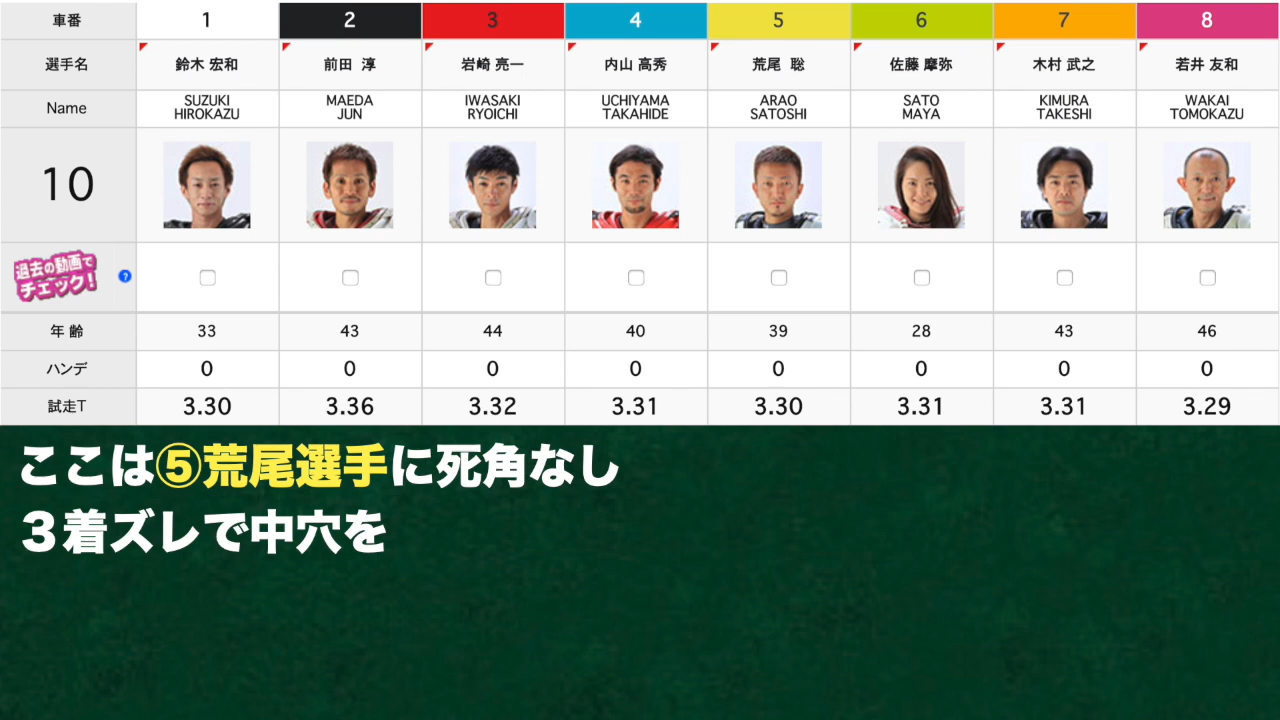 車番 1 2 3 4 5 6 7 8
選手名 鈴木 宏和 前田 淳 岩崎 亮一 内山 高秀 荒尾 聡 佐藤 摩弥 木村 武之 若井 友和
Name SUZUKI HIROKAZU MAEDA JUN IWASAKI RYOICHI UCHIYAMA TAKAHIDE ARAO SATOSHI SATO MAYA KIMURA TAKESHI WAKAI TOMOKAZU
10
過去の動画で
チェック! ?
年齢 33 43 44 40 39 28 43 46
ハンデ 0 0 0 0 0 0 0 0
試走T 3.30 3.36 3.32 3.31 3.30 3.31 3.31 3.29
ここは⑤荒尾選手に死角なし
３着ズレで中穴を